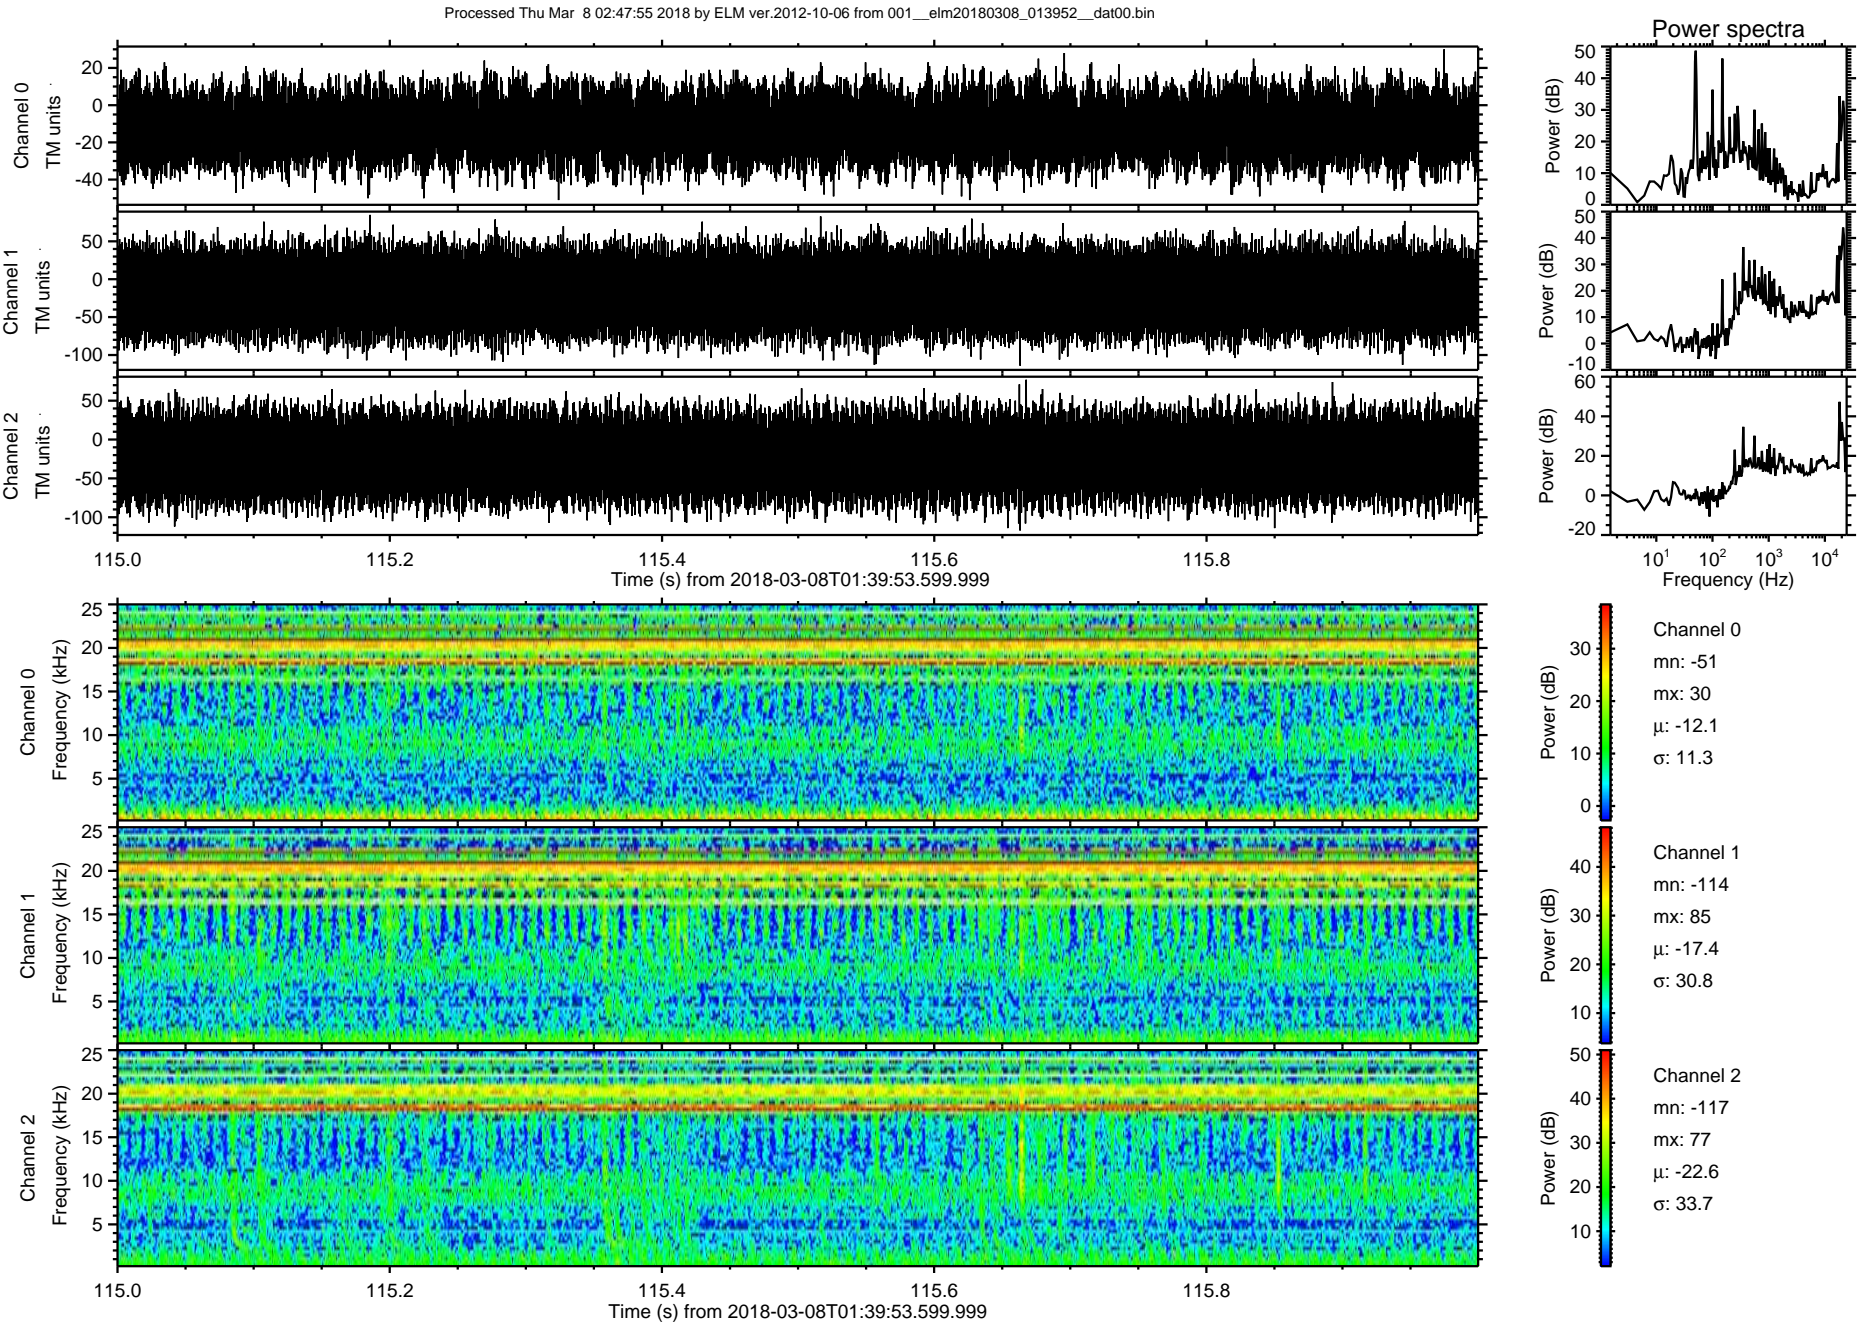 Processed Thu Mar  8 02:47:55 2018 by ELM ver.2012-10-06 from 001__elm20180308_013952__dat00.bin
Power spectra
Channel 0
TM units
20
0
-20
-40
Power (dB)
50
40
30
20
10
0
Channel 1
TM units
50
0
-50
-100
Power (dB)
50
40
30
20
10
0
-10
Channel 2
TM units
50
0
-50
-100
Power (dB)
60
40
20
0
-20
115.0 115.2 115.4 115.6 115.8
Time (s) from 2018-03-08T01:39:53.599.999
10^1 10^2 10^3 10^4
Frequency (Hz)
Channel 0
Frequency (kHz)
25
20
15
10
5
Power (dB)
30
20
10
0
Channel 0
mn: -51
mx: 30
μ: -12.1
σ: 11.3
Channel 1
Frequency (kHz)
25
20
15
10
5
Power (dB)
40
30
20
10
Channel 1
mn: -114
mx: 85
μ: -17.4
σ: 30.8
Channel 2
Frequency (kHz)
25
20
15
10
5
Power (dB)
50
40
30
20
10
Channel 2
mn: -117
mx: 77
μ: -22.6
σ: 33.7
115.0 115.2 115.4 115.6 115.8
Time (s) from 2018-03-08T01:39:53.599.999